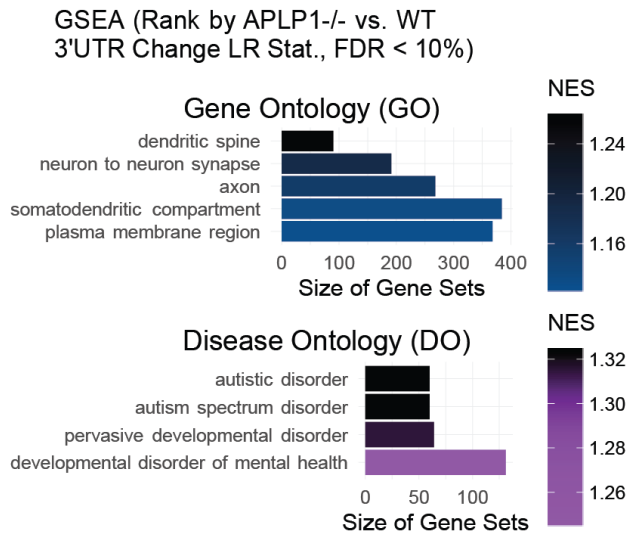 GSEA (Rank by APLP1-/- vs. WT
3'UTR Change LR Stat., FDR < 10%)
NES
Gene Ontology (GO)
dendritic spine
neuron to neuron synapse
axon
somatodendritic compartment
plasma membrane region
0 100 200 300 400
Size of Gene Sets
1.24
1.20
1.16
NES
Disease Ontology (DO)
autistic disorder
autism spectrum disorder
pervasive developmental disorder
developmental disorder of mental health
0 50 100
Size of Gene Sets
1.32
1.30
1.28
1.26